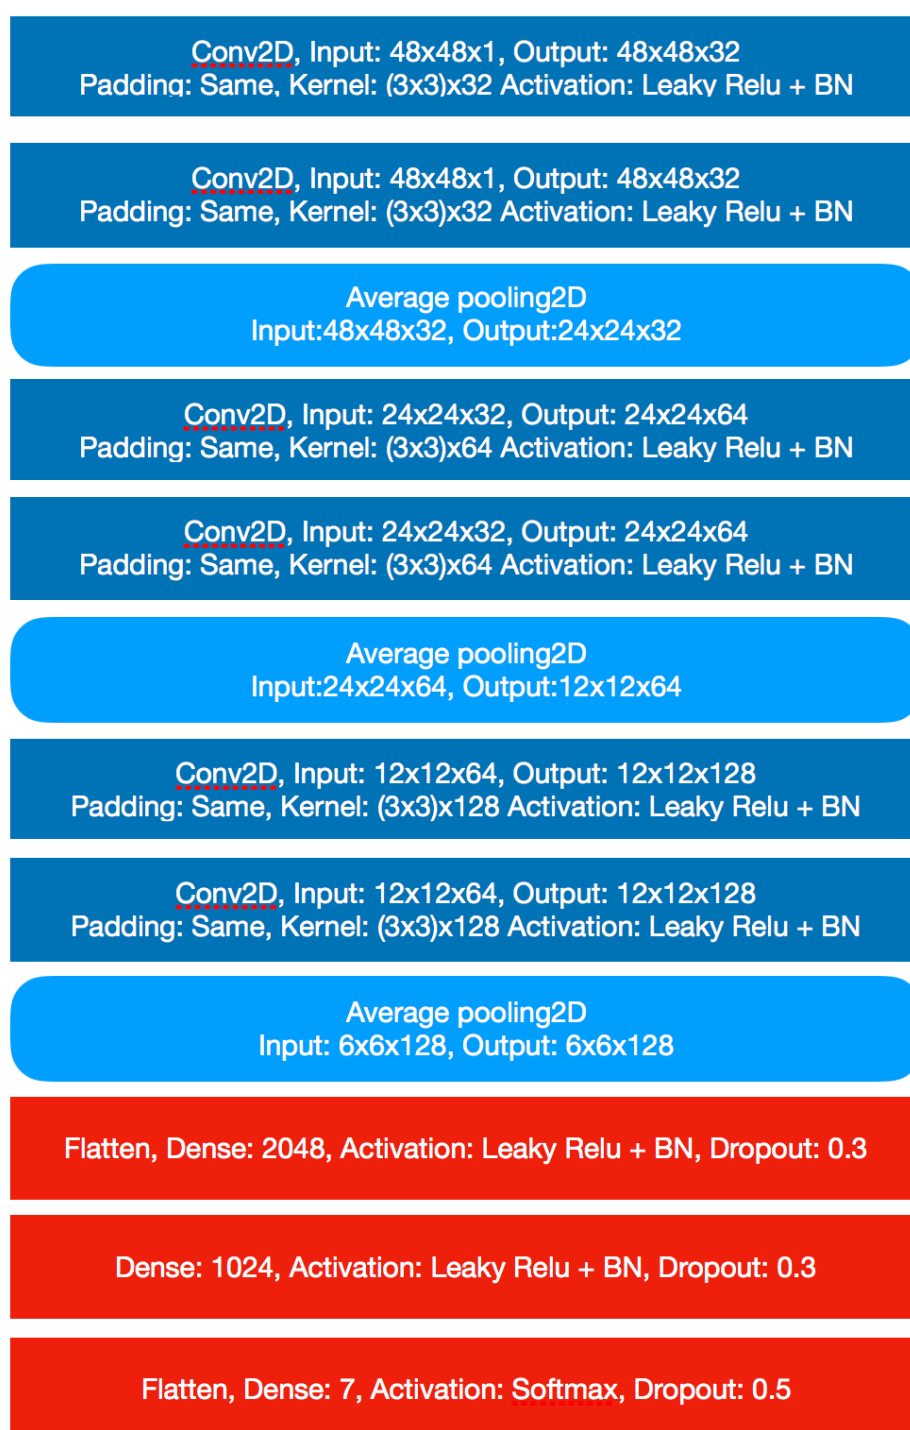 Conv2D, Input: 48x48x1, Output: 48x48x32
Padding: Same, Kernel: (3x3)x32 Activation: Leaky Relu + BN
Conv2D, Input: 48x48x1, Output: 48x48x32
Padding: Same, Kernel: (3x3)x32 Activation: Leaky Relu + BN
Average pooling2D
Input:48x48x32, Output:24x24x32
Conv2D, Input: 24x24x32, Output: 24x24x64
Padding: Same, Kernel: (3x3)x64 Activation: Leaky Relu + BN
Conv2D, Input: 24x24x32, Output: 24x24x64
Padding: Same, Kernel: (3x3)x64 Activation: Leaky Relu + BN
Average pooling2D
Input:24x24x64, Output:12x12x64
Conv2D, Input: 12x12x64, Output: 12x12x128
Padding: Same, Kernel: (3x3)x128 Activation: Leaky Relu + BN
Conv2D, Input: 12x12x64, Output: 12x12x128
Padding: Same, Kernel: (3x3)x128 Activation: Leaky Relu + BN
Average pooling2D
Input: 6x6x128, Output: 6x6x128
Flatten, Dense: 2048, Activation: Leaky Relu + BN, Dropout: 0.3
Dense: 1024, Activation: Leaky Relu + BN, Dropout: 0.3
Flatten, Dense: 7, Activation: Softmax, Dropout: 0.5